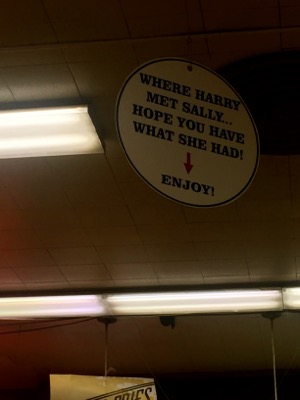 WHERE HARRY
MET SALLY...
HOPE YOU HAVE
WHAT SHE HAD!
ENJOY!